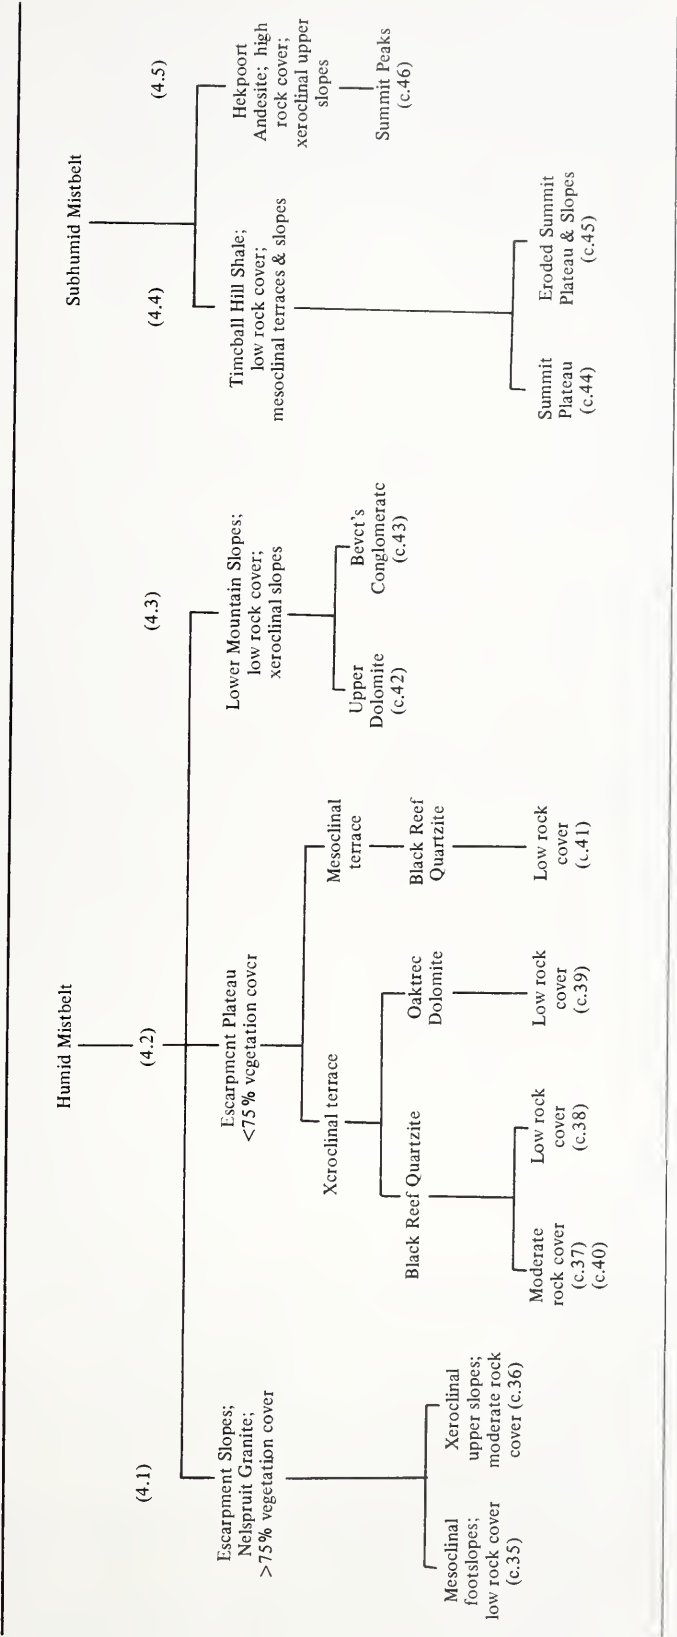 Humid Mistbelt
Subhumid Mistbelt
(4.1)
(4.2)
(4.3)
(4.4)
(4.5)
Escarpment Slopes;
Nelspruit Granite;
>75% vegetation cover
Mesoclinal
footslopes;
low rock cover
(c.35)
Xeroclinal
upper slopes;
moderate rock
cover (c.36)
Escarpment Plateau
<75% vegetation cover
Xeroclinal terrace
Black Reef Quartzite
Moderate
rock cover
(c.37)
(c.40)
Low rock
cover
(c.38)
Oaktree
Dolomite
Low rock
cover
(c.39)
Mesoclinal
terrace
Black Reef
Quartzite
Low rock
cover
(c.41)
Lower Mountain Slopes;
low rock cover;
xeroclinal slopes
Upper
Dolomite
(c.42)
Bevet's
Conglomerate
(c.43)
Timeball Hill Shale;
low rock cover;
mesoclinal terraces & slopes
Summit
Plateau
(c.44)
Eroded Summit
Plateau & Slopes
(c.45)
Hekpoort
Andesite; high
rock cover;
xeroclinal upper
slopes
Summit Peaks
(c.46)